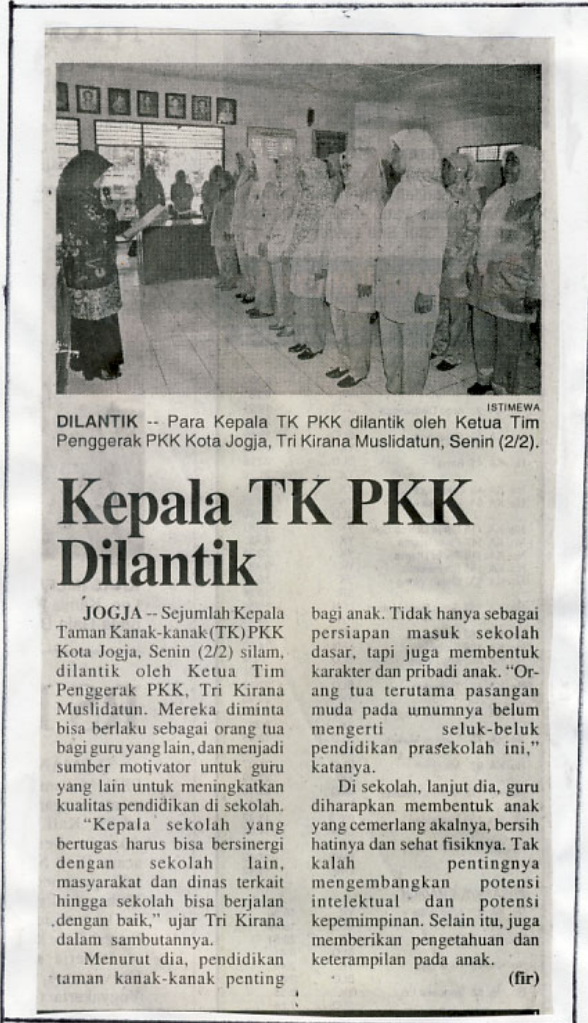 ISTIMEWA
DILANTIK -- Para Kepala TK PKK dilantik oleh Ketua Tim
Penggerak PKK Kota Jogja, Tri Kirana Muslidatun, Senin (2/2).
Kepala TK PKK
Dilantik
JOGJA -- Sejumlah Kepala
Taman Kanak-kanak (TK) PKK
Kota Jogja, Senin (2/2) silam,
dilantik oleh Ketua Tim
Penggerak PKK, Tri Kirana
Muslidatun. Mereka diminta
bisa berlaku sebagai orang tua
bagi guru yang lain, dan menjadi
sumber motivator untuk guru
yang lain untuk meningkatkan
kualitas pendidikan di sekolah.
"Kepala sekolah yang
bertugas harus bisa bersinergi
dengan sekolah lain,
masyarakat dan dinas terkait
hingga sekolah bisa berjalan
dengan baik," ujar Tri Kirana
dalam sambutannya.
Menurut dia, pendidikan
taman kanak-kanak penting
bagi anak. Tidak hanya sebagai
persiapan masuk sekolah
dasar, tapi juga membentuk
karakter dan pribadi anak. "Or-
ang tua terutama pasangan
muda pada umumnya belum
mengerti seluk-beluk
pendidikan prasekolah ini,"
katanya.
Di sekolah, lanjut dia, guru
diharapkan membentuk anak
yang cemerlang akalnya, bersih
hatinya dan sehat fisiknya. Tak
kalah pentingnya
mengembangkan potensi
intelektual dan potensi
kepemimpinan. Selain itu, juga
memberikan pengetahuan dan
keterampilan pada anak.
(fir)